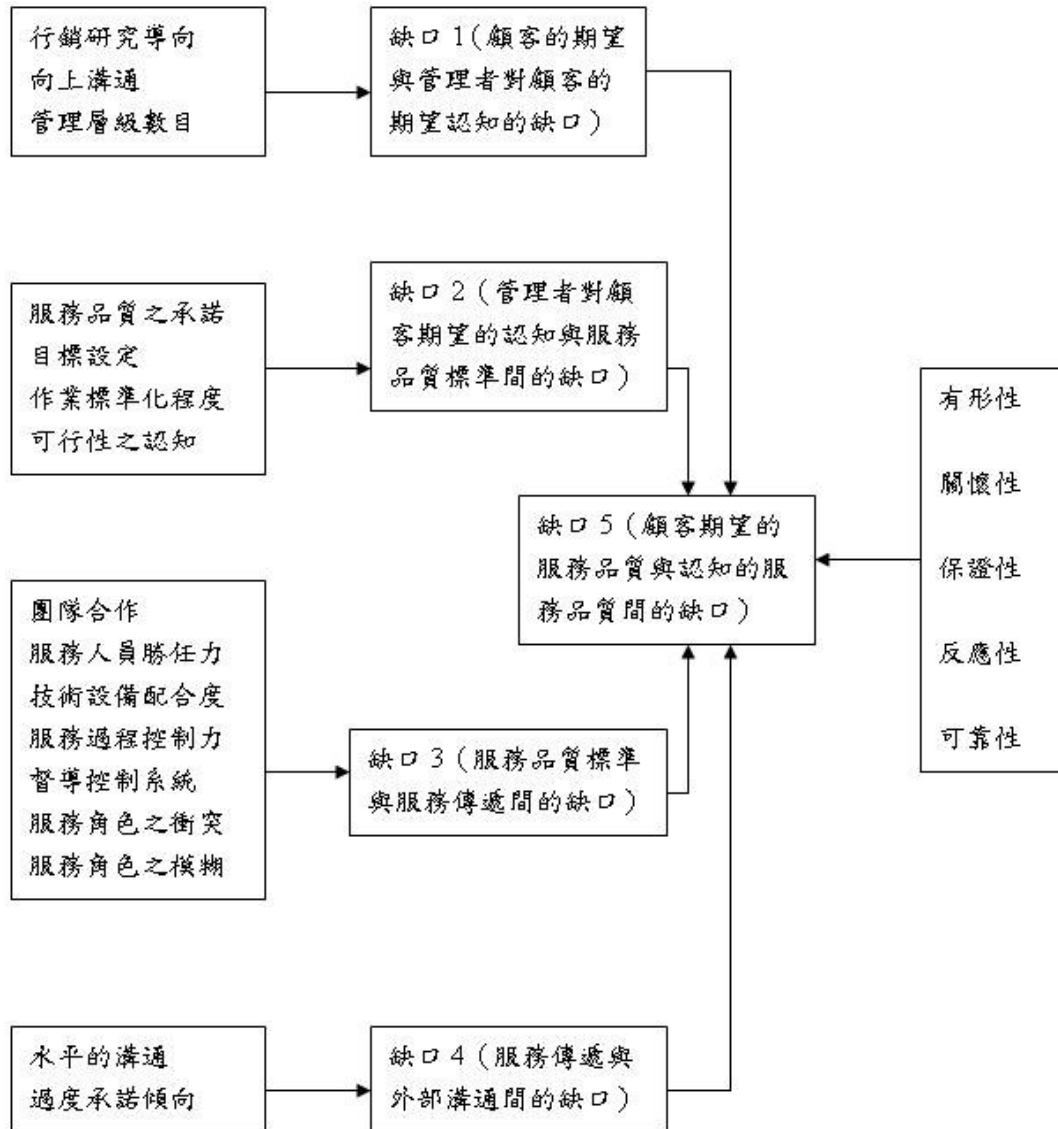 行銷研究導向
向上溝通
管理層級數目
缺口1(顧客的期望
與管理者對顧客的
期望認知的缺口)
服務品質之承諾
目標設定
作業標準化程度
可行性之認知
缺口2(管理者對顧
客期望的認知與服務
品質標準間的缺口)
團隊合作
服務人員勝任力
技術設備配合度
服務過程控制力
督導控制系統
服務角色之衝突
服務角色之模糊
缺口3(服務品質標準
與服務傳遞間的缺口)
水平的溝通
過度承諾傾向
缺口4(服務傳遞與
外部溝通間的缺口)
缺口5(顧客期望的
服務品質與認知的服
務品質間的缺口)
有形性
關懷性
保證性
反應性
可靠性